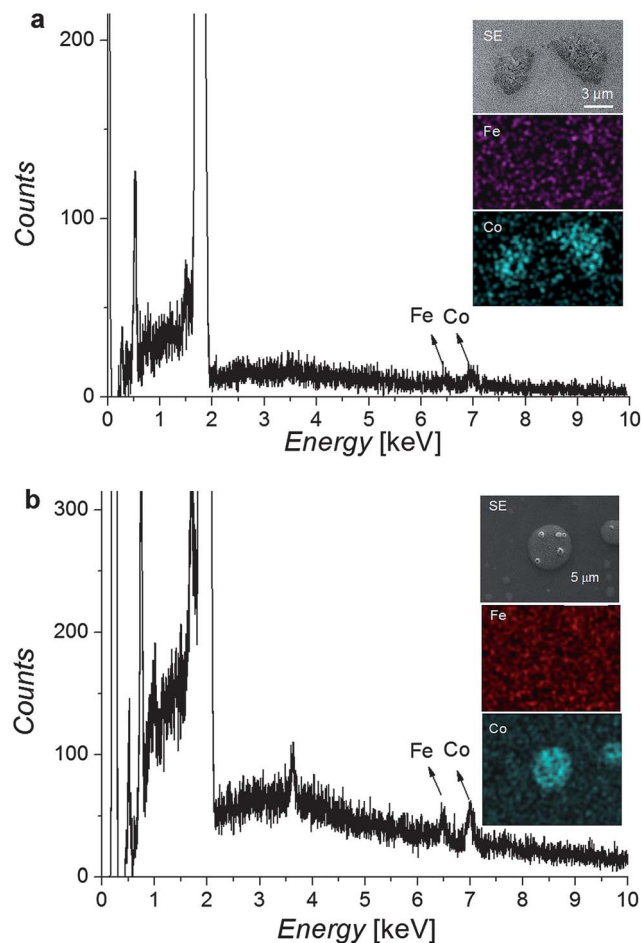 a
200
100
0
Counts
SE
3 μm
Fe
Co
Fe Co
0 1 2 3 4 5 6 7 8 9 10
Energy [keV]
b
300
200
100
0
Counts
SE
5 μm
Fe
Co
Fe Co
0 1 2 3 4 5 6 7 8 9 10
Energy [keV]